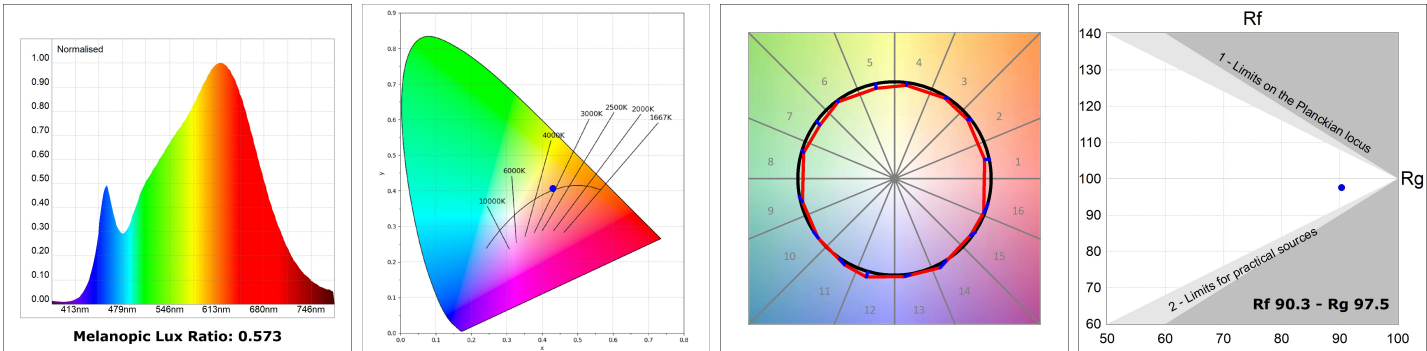 Normalised
1.00
0.90
0.80
0.70
0.60
0.50
0.40
0.30
0.20
0.10
0.00
413nm 479nm 546nm 613nm 680nm 746nm
Melanopic Lux Ratio: 0.573
0.9
0.8
0.7
0.6
0.5
0.4
0.3
0.2
0.1
0.0
y
0.0 0.1 0.2 0.3 0.4 0.5 0.6 0.7 0.8
x
10000K
6000K
4000K
3000K
2500K
2000K
1667K
1
2
3
4
5
6
7
8
9
10
11
12
13
14
15
16
Rf
140
130
120
110
100
90
80
70
60
50 60 70 80 90 100
Rg
1 - Limits on the Planckian locus
2 - Limits for practical sources
Rf 90.3 - Rg 97.5